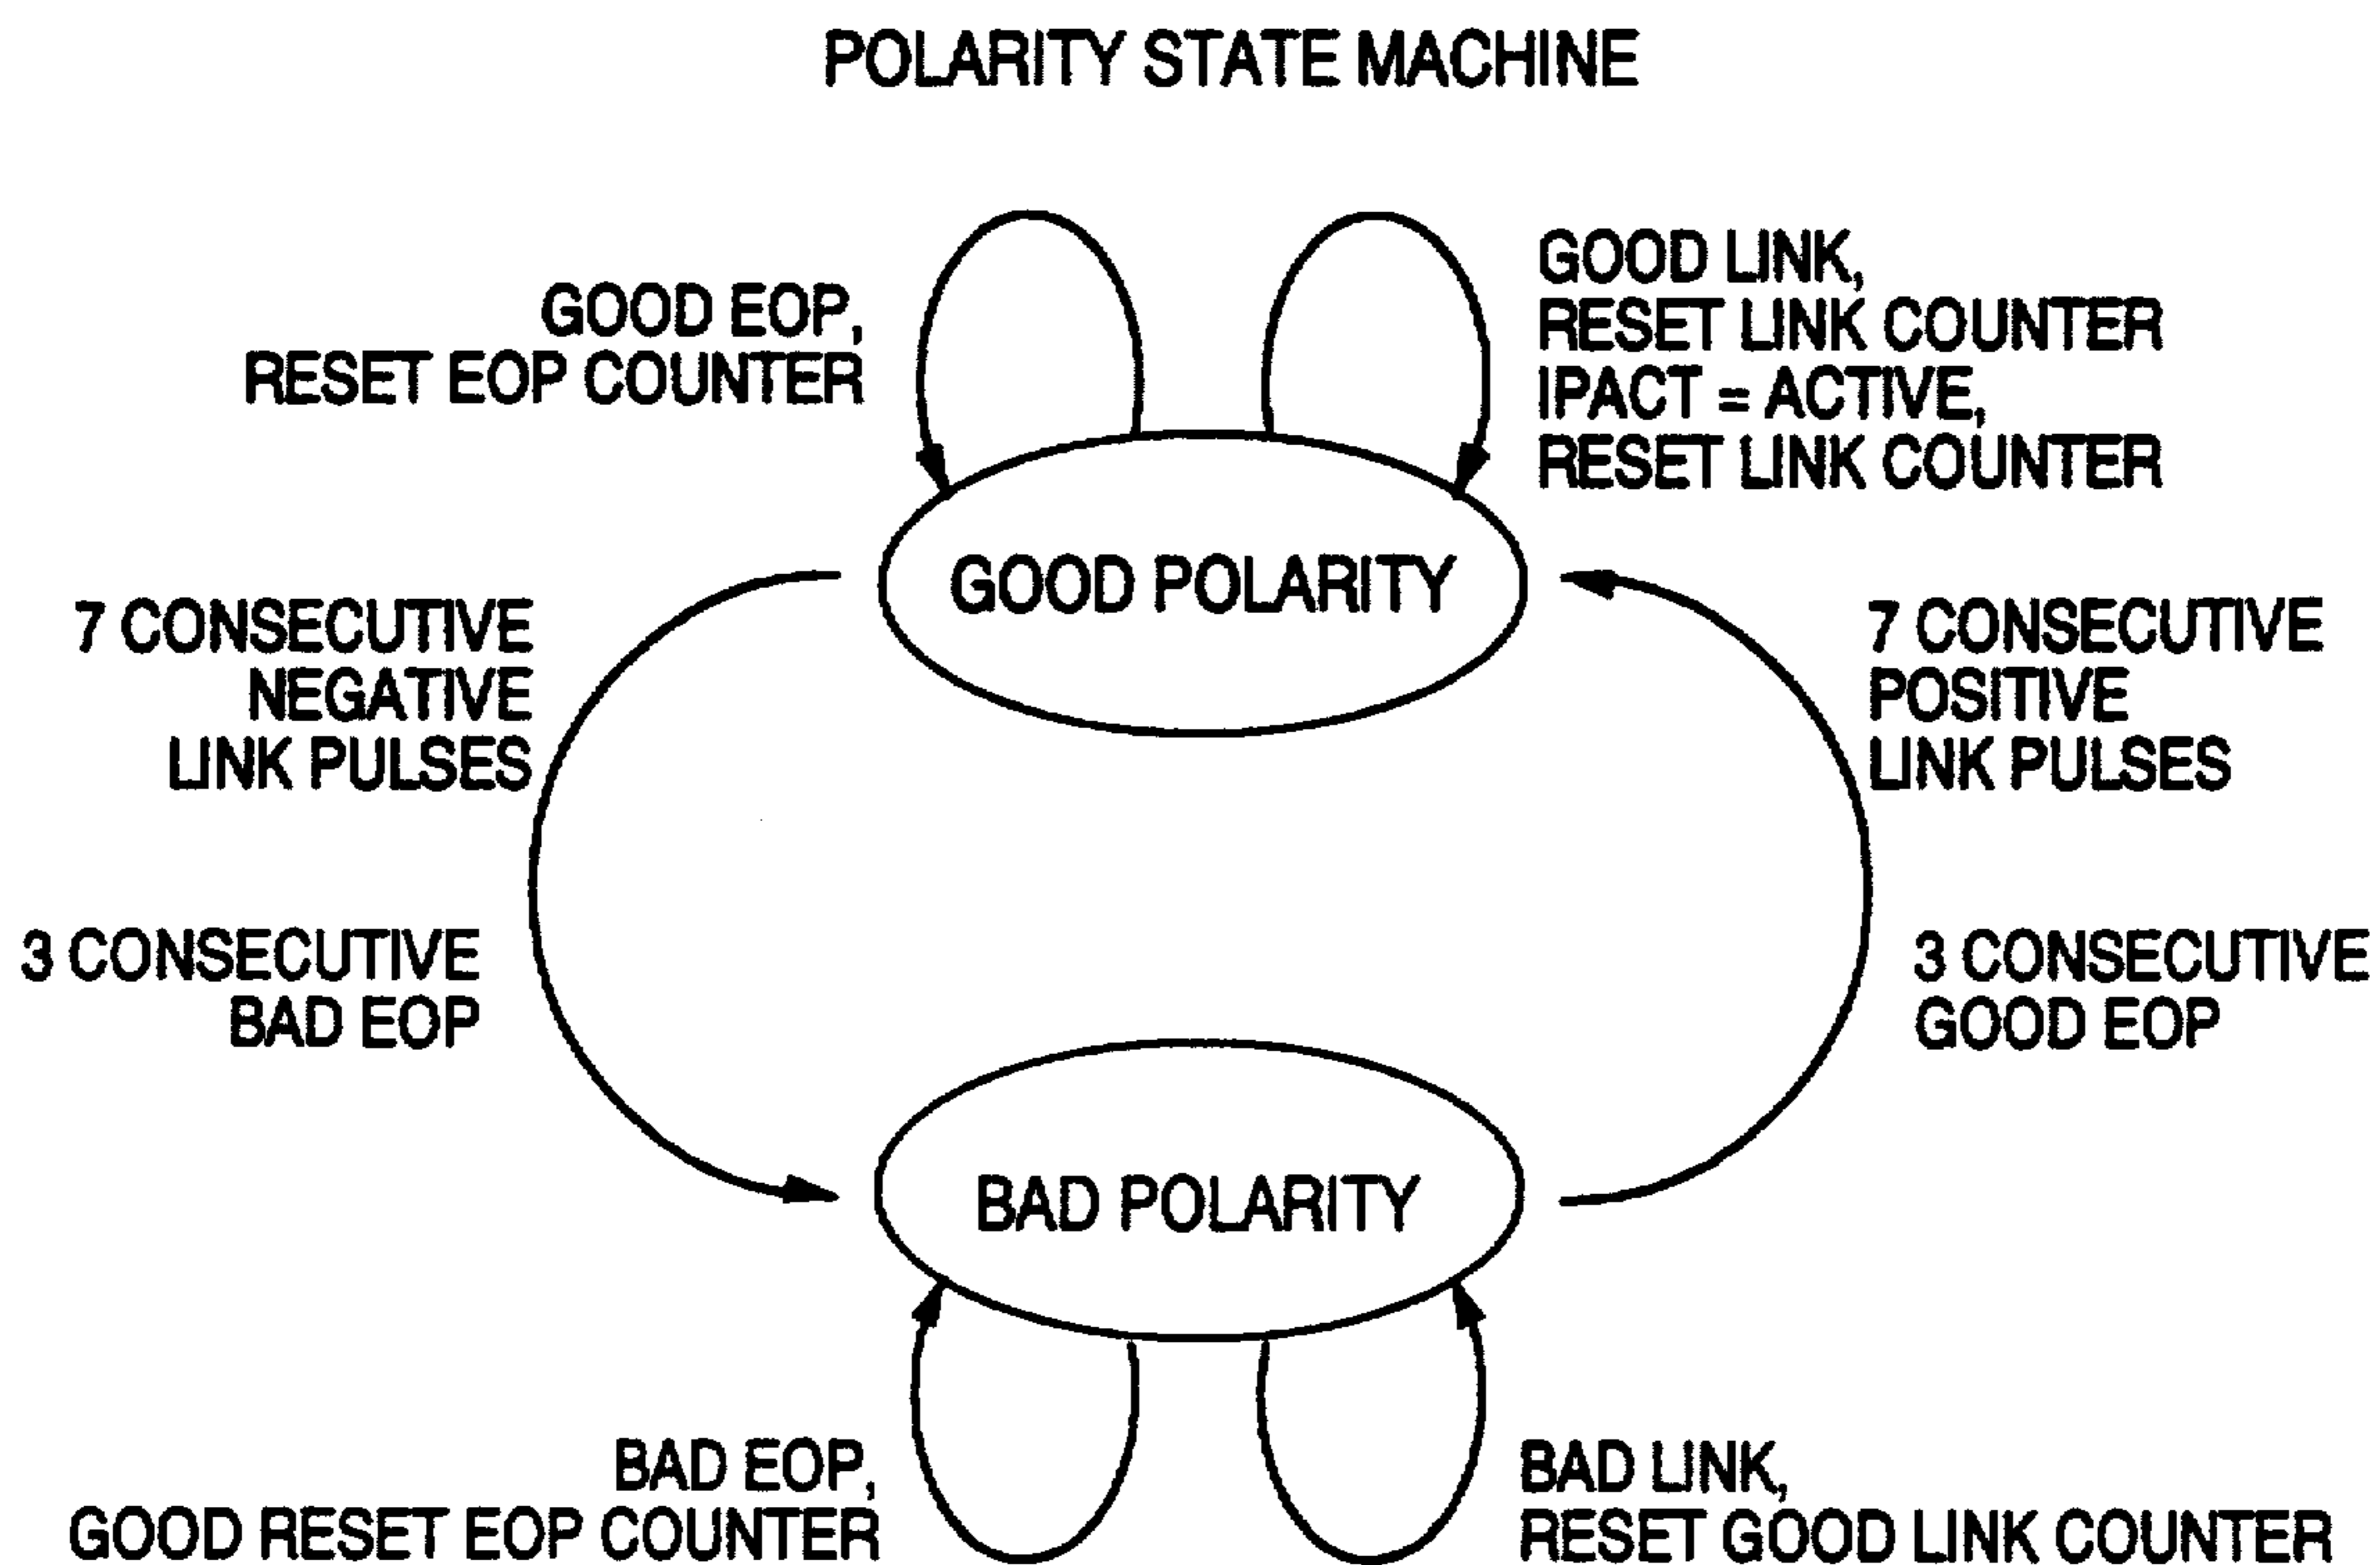 POLARITY STATE MACHINE
GOOD EOP,
RESET EOP COUNTER
GOOD LINK,
RESET LINK COUNTER
IPACT = ACTIVE,
RESET LINK COUNTER
GOOD POLARITY
7 CONSECUTIVE
NEGATIVE
LINK PULSES
7 CONSECUTIVE
POSITIVE
LINK PULSES
3 CONSECUTIVE
BAD EOP
3 CONSECUTIVE
GOOD EOP
BAD POLARITY
BAD EOP,
GOOD RESET EOP COUNTER
BAD LINK,
RESET GOOD LINK COUNTER